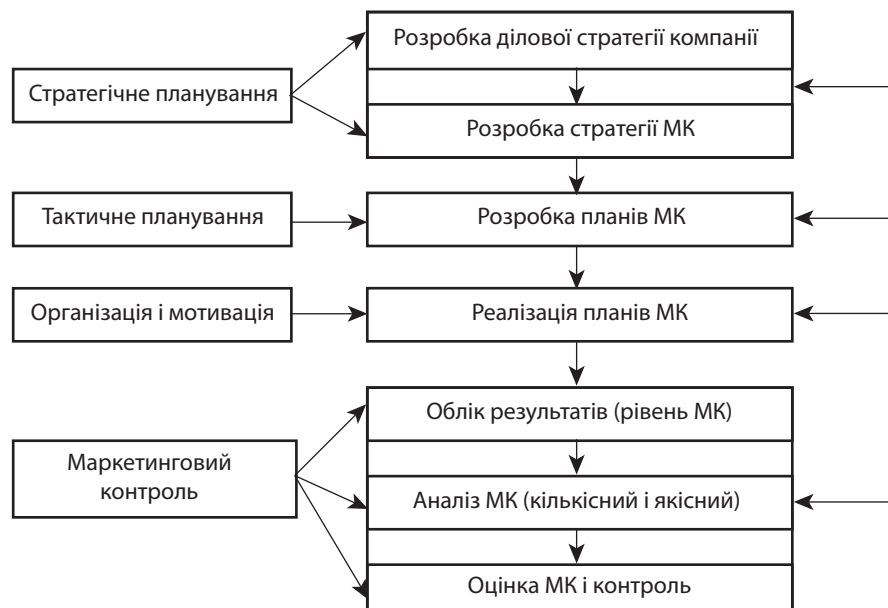 Розробка ділової стратегії компанії
Стратегічне планування
Розробка стратегії МК
Тактичне планування
Розробка планів МК
Організація і мотивація
Реалізація планів МК
Облік результатів (рівень МК)
Маркетинговий
контроль
Аналіз МК (кількісний і якісний)
Оцінка МК і контроль